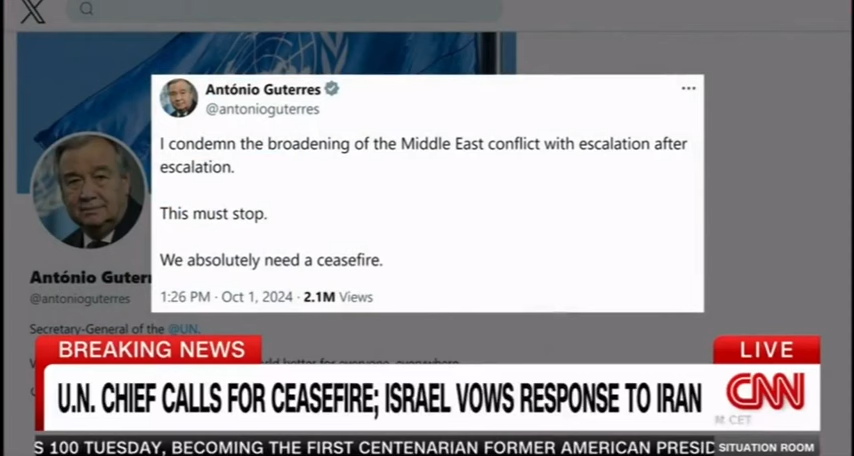 António Guterres
@antonioguterres
I condemn the broadening of the Middle East conflict with escalation after
escalation.
This must stop.
We absolutely need a ceasefire.
1:26 PM · Oct 1, 2024 · 2.1M Views
António Guterr
@antonioguterres
Secretary-General of the @UN.
BREAKING NEWS
LIVE
U.N. CHIEF CALLS FOR CEASEFIRE; ISRAEL VOWS RESPONSE TO IRAN
CNN
CET
S 100 TUESDAY, BECOMING THE FIRST CENTENARIAN FORMER AMERICAN PRESID
SITUATION ROOM